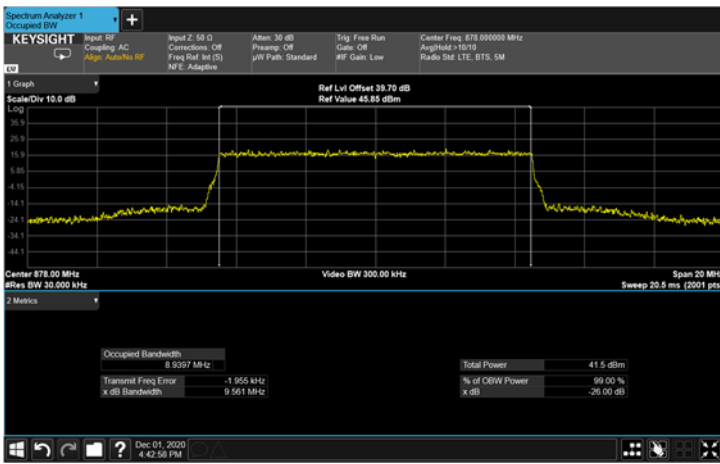 Spectrum Analyzer 1
Occupied BW
+
KEYSIGHT
Input: RF
Coupling: AC
Align: Auto/No RF
Input Z: 50 Ω
Corrections: Off
Freq Ref: Int (S)
NFE: Adaptive
Atten: 30 dB
Preamp: Off
µW Path: Standard
Trig: Free Run
Gate: Off
#IF Gain: Low
Center Freq: 878.000000 MHz
Avg|Hold:>10/10
Radio Std: LTE, BTS, 5M
1 Graph
Scale/Div 10.0 dB
Ref Lvl Offset 39.70 dB
Ref Value 45.85 dBm
Log
35.9
25.9
15.9
5.85
-4.15
-14.1
-24.1
-34.1
-44.1
Center 878.00 MHz
#Res BW 30.000 kHz
Video BW 300.00 kHz
Span 20 MH
Sweep 20.5 ms (2001 pts
2 Metrics
Occupied Bandwidth
8.9397 MHz
Transmit Freq Error -1.955 kHz
x dB Bandwidth 9.561 MHz
Total Power 41.5 dBm
% of OBW Power 99.00 %
x dB -26.00 dB
?
Dec 01, 2020
4:42:58 PM